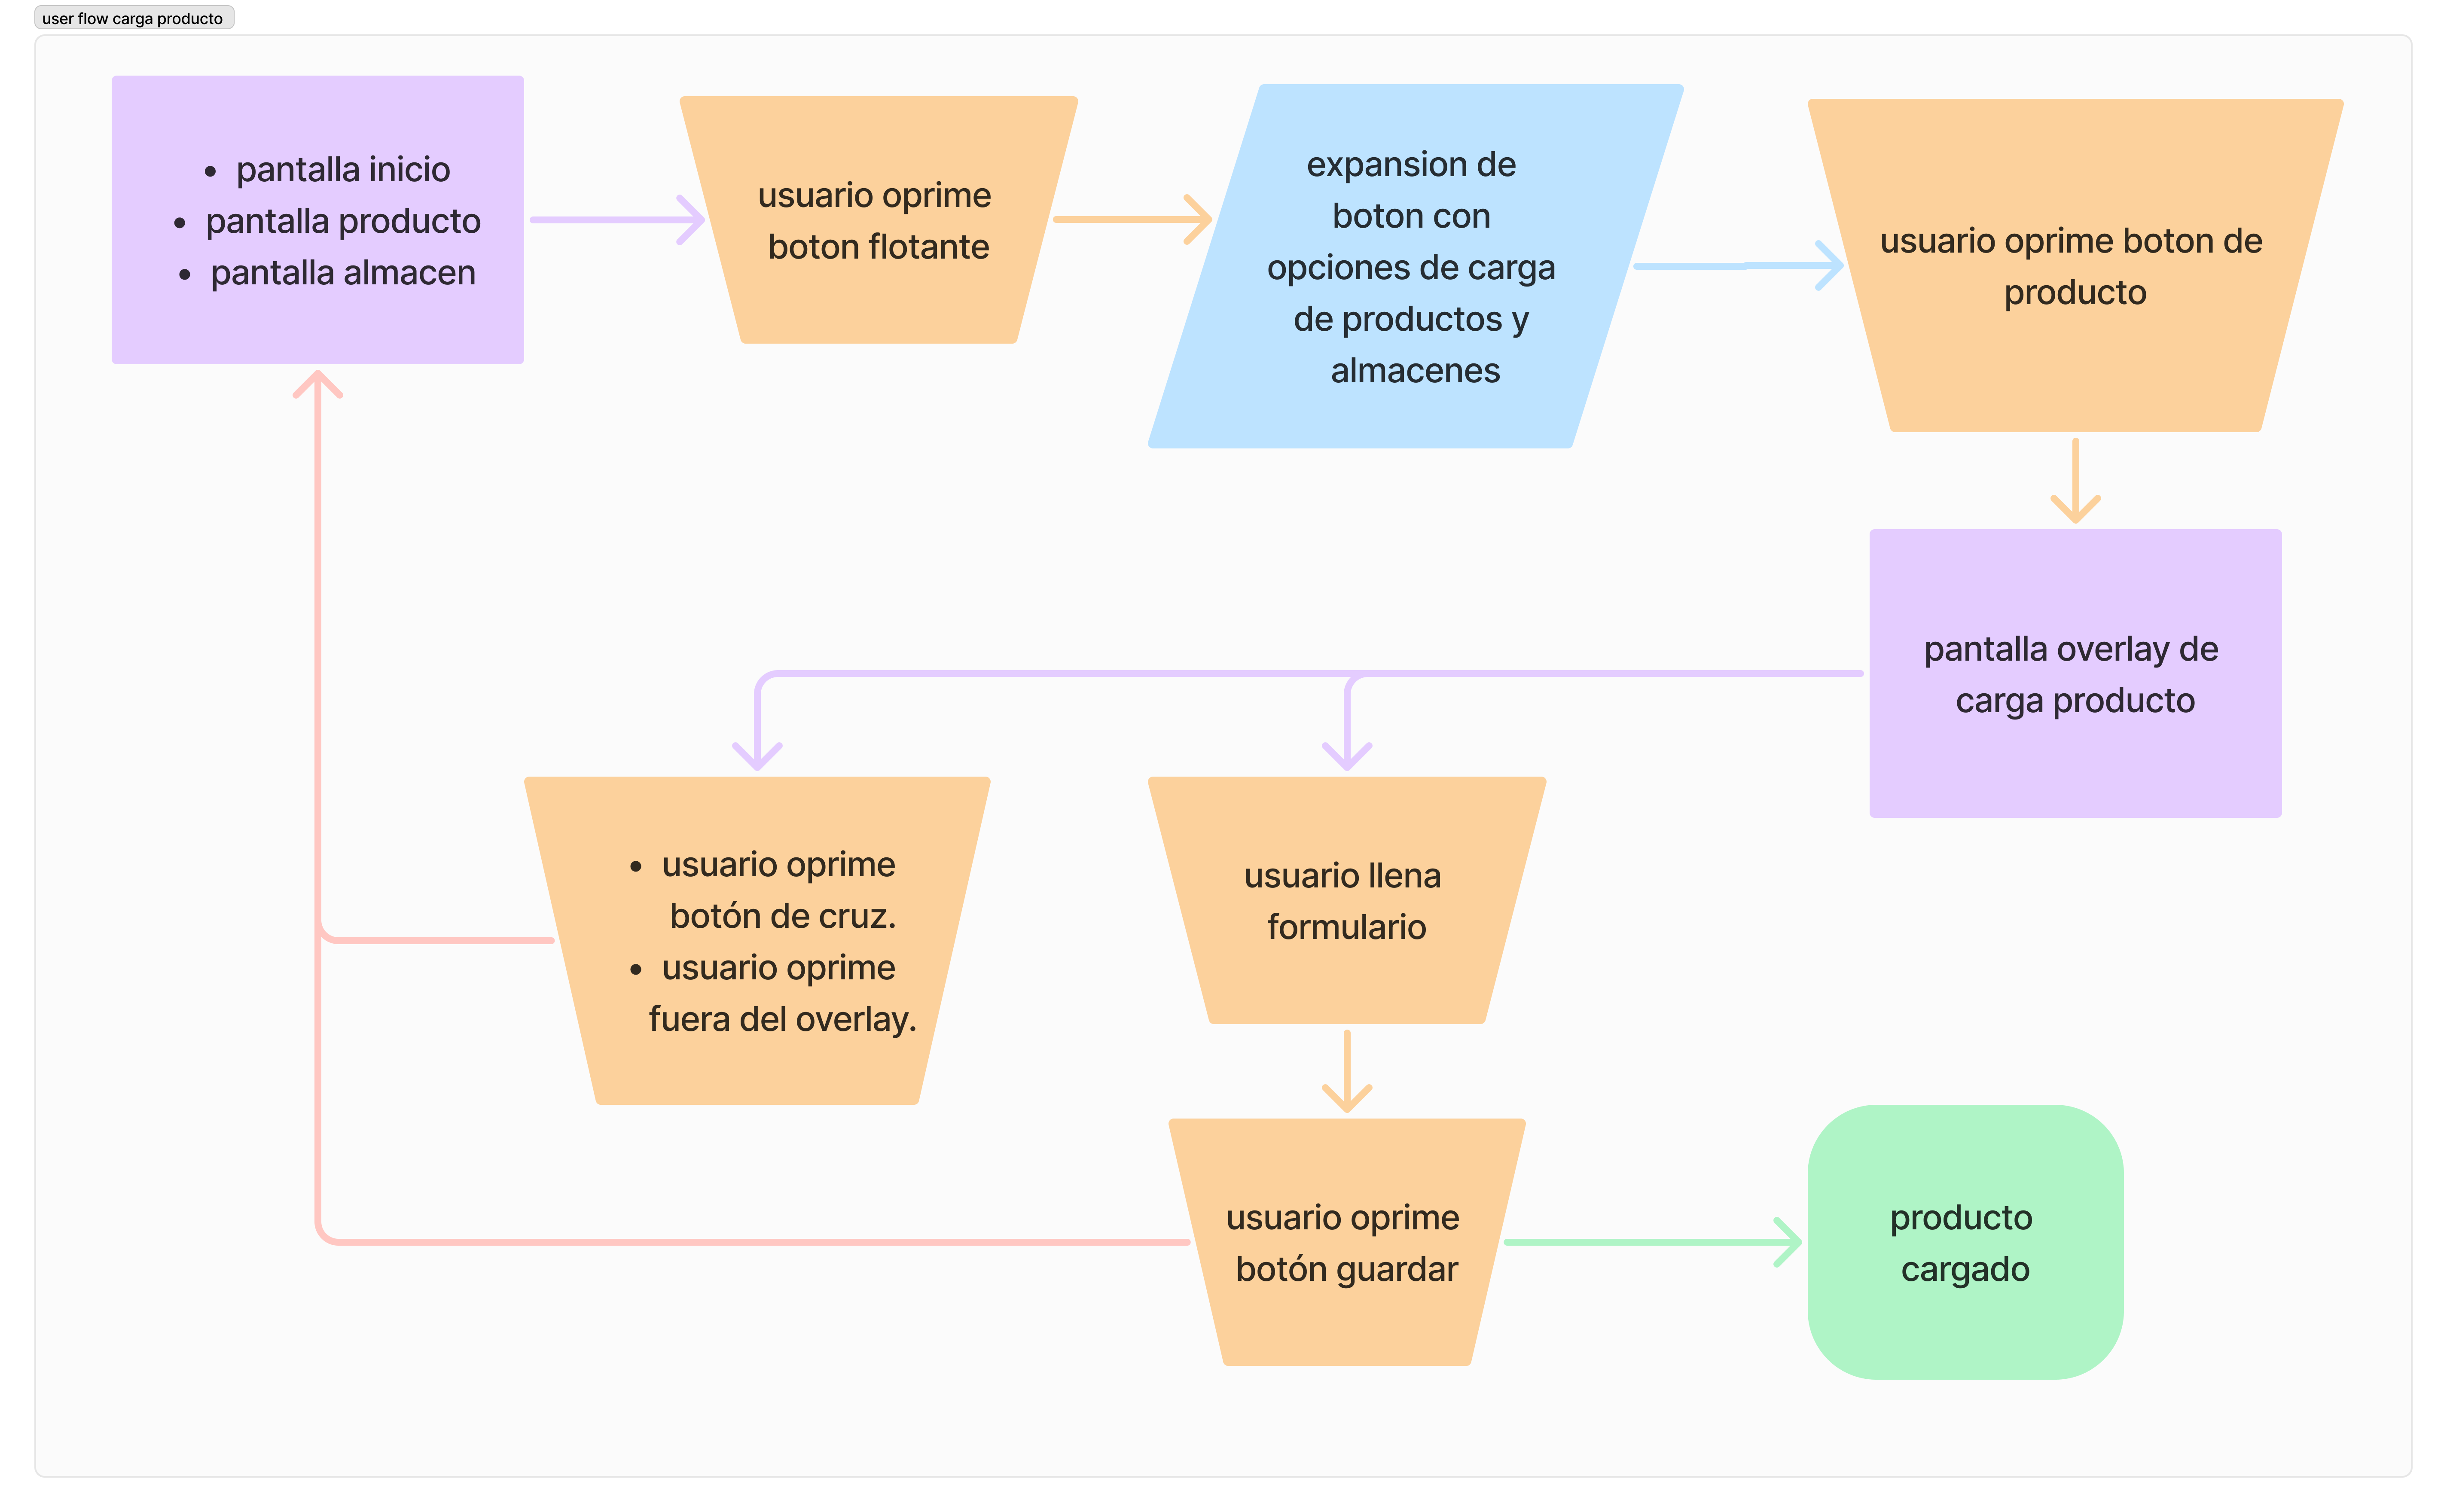 user flow carga producto
• pantalla inicio
• pantalla producto
• pantalla almacen
usuario oprime
boton flotante
expansion de
boton con
opciones de carga
de productos y
almacenes
usuario oprime boton de
producto
pantalla overlay de
carga producto
• usuario oprime
botón de cruz.
• usuario oprime
fuera del overlay.
usuario llena
formulario
usuario oprime
botón guardar
producto
cargado